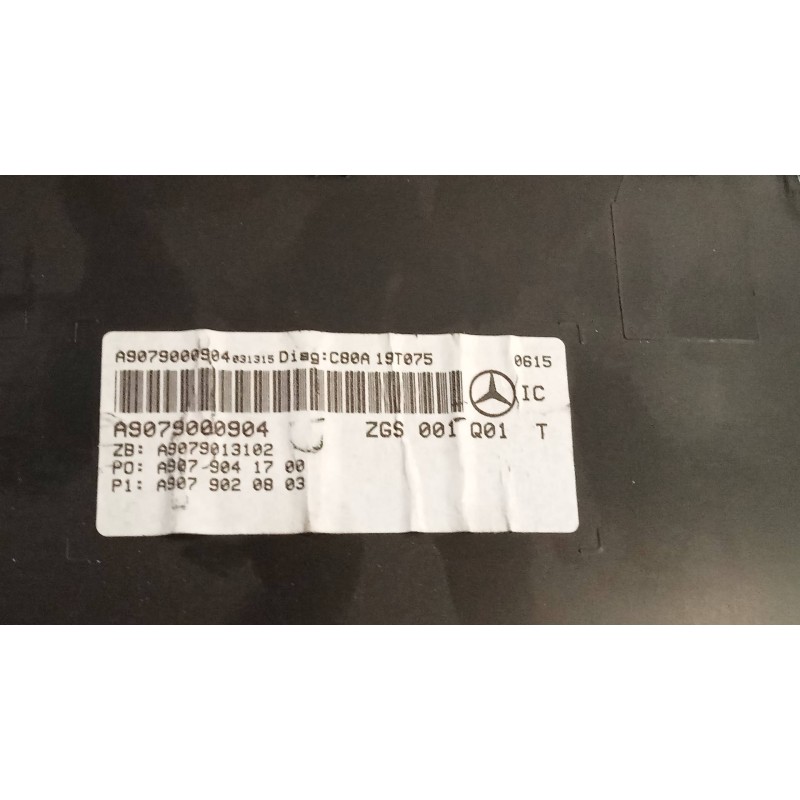 A9079000904 031315 Diag:C80A 19T075 0615
IC
A9079000904 ZGS 001 Q01 T
ZB: A9079013102
P0: A907 904 17 00
P1: A907 902 08 03